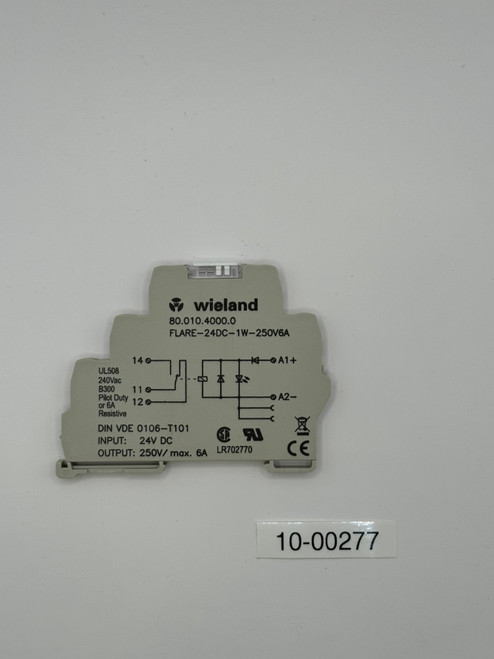 wieland
80.010.4000.0
FLARE-24DC-1W-250V6A
14
A1+
UL508
240Vac
B300
Pilot Duty
or 6A
Resistive
11
12
A2-
DIN VDE 0106-T101
INPUT: 24V DC
OUTPUT: 250V/ max. 6A
LR702770
CE
10-00277